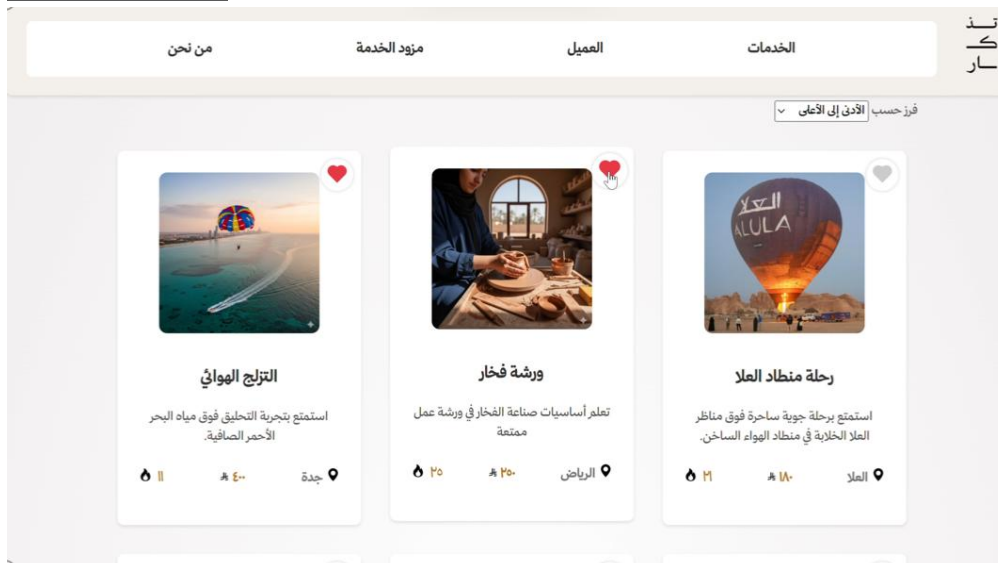 تذ
كـ
ـار
الخدمات
العميل
مزود الخدمة
من نحن
فرز حسب الأدنى إلى الأعلى
العلا
ALULA
رحلة منطاد العلا
استمتع برحلة جوية ساحرة فوق مناظر
العلا الخلابة في منطاد الهواء الساخن.
العلا
١٨٠
٢١
ورشة فخار
تعلم أساسيات صناعة الفخار في ورشة عمل
ممتعة
الرياض
٢٥٠
٢٥
التزلج الهوائي
استمتع بتجربة التحليق فوق مياه البحر
الأحمر الصافية.
جدة
٤٠٠
١١